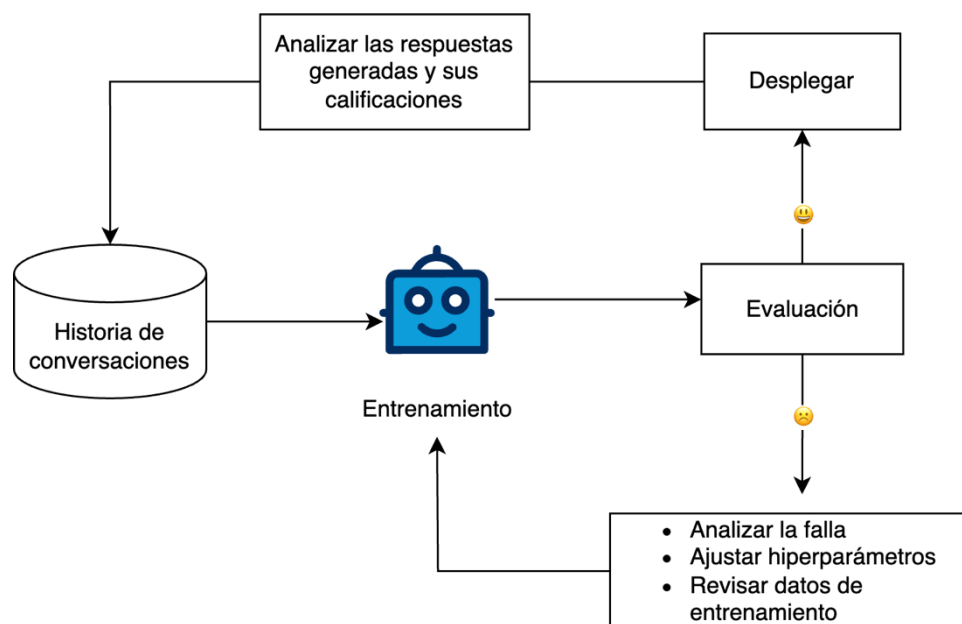 Analizar las respuestas
generadas y sus
calificaciones
Desplegar
Historia de
conversaciones
Entrenamiento
Evaluación
• Analizar la falla
• Ajustar hiperparámetros
• Revisar datos de
entrenamiento